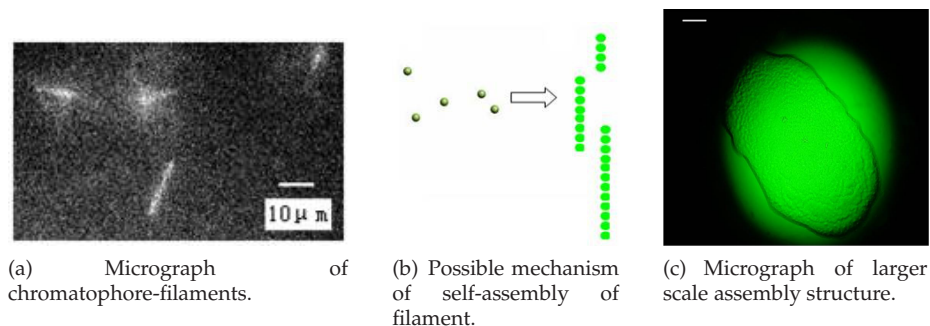 10μm
(a) Micrograph of
chromatophore-filaments.
(b) Possible mechanism
of self-assembly of
filament.
(c) Micrograph of larger
scale assembly structure.